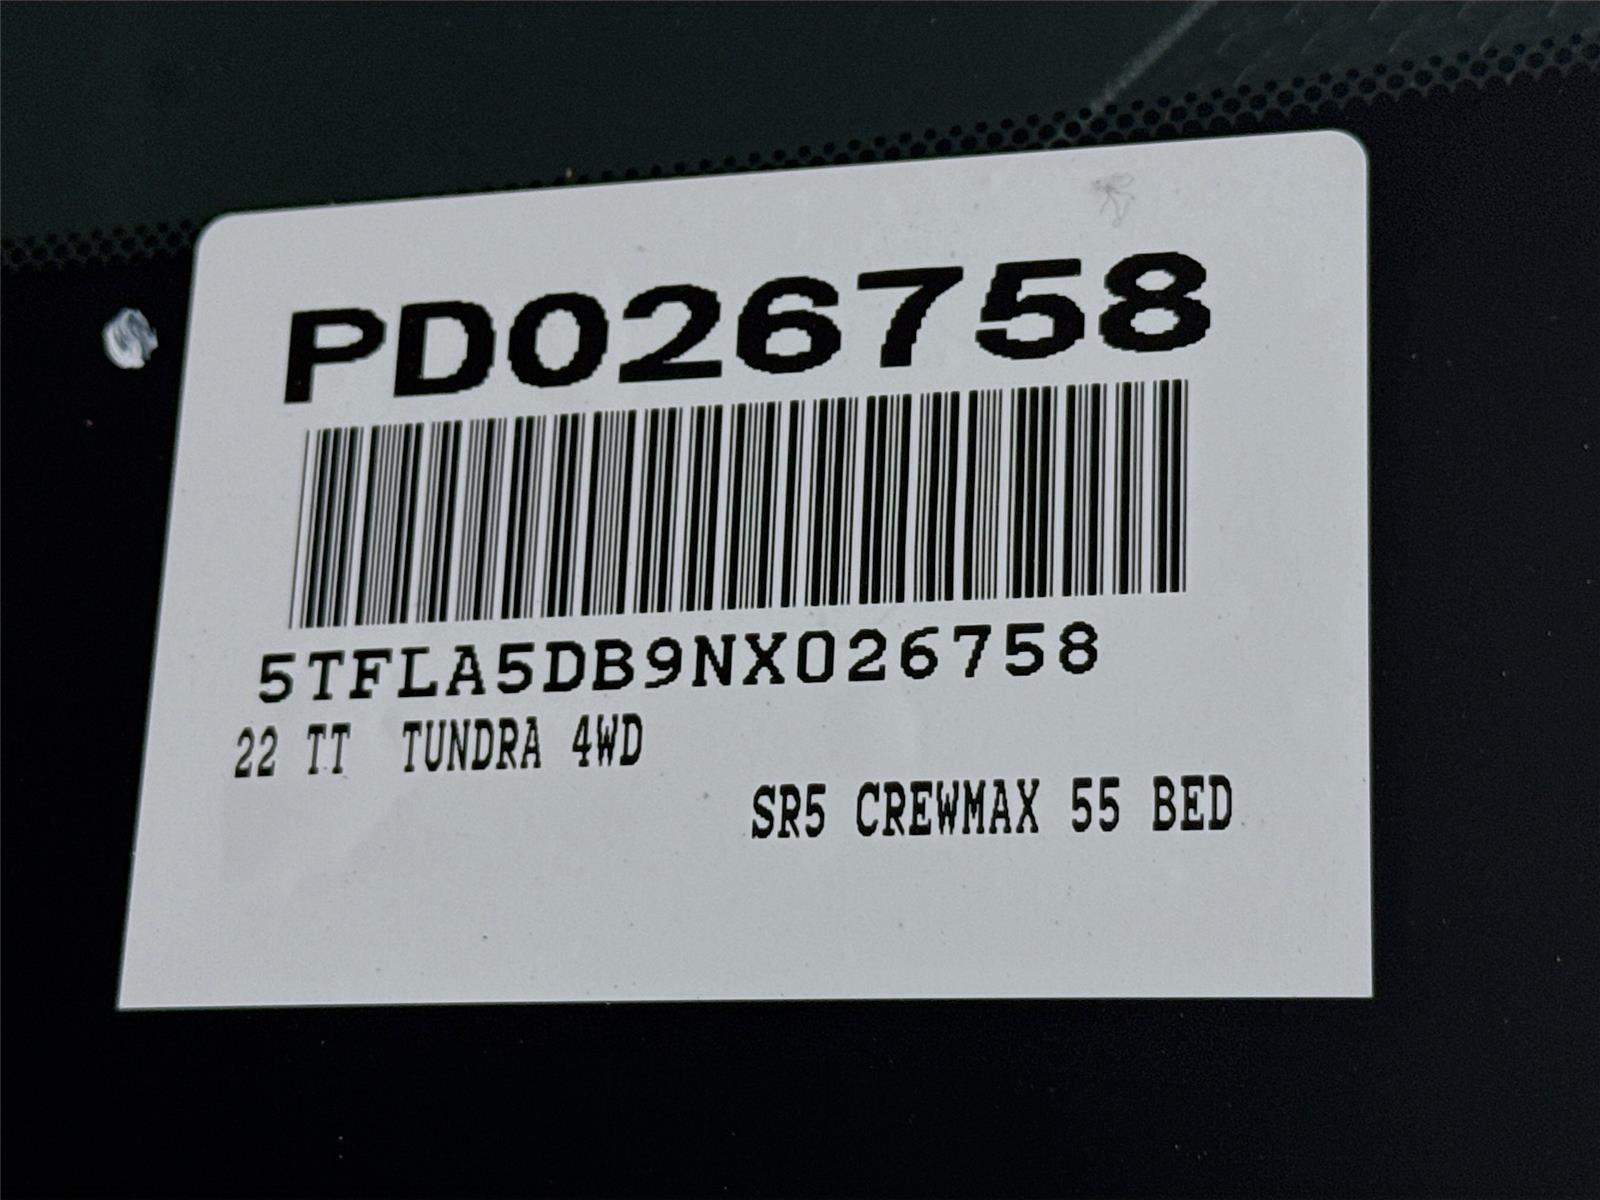 PD026758
5TFLA5DB9NX026758
22 TT TUNDRA 4WD
SR5 CREWMAX 55 BED